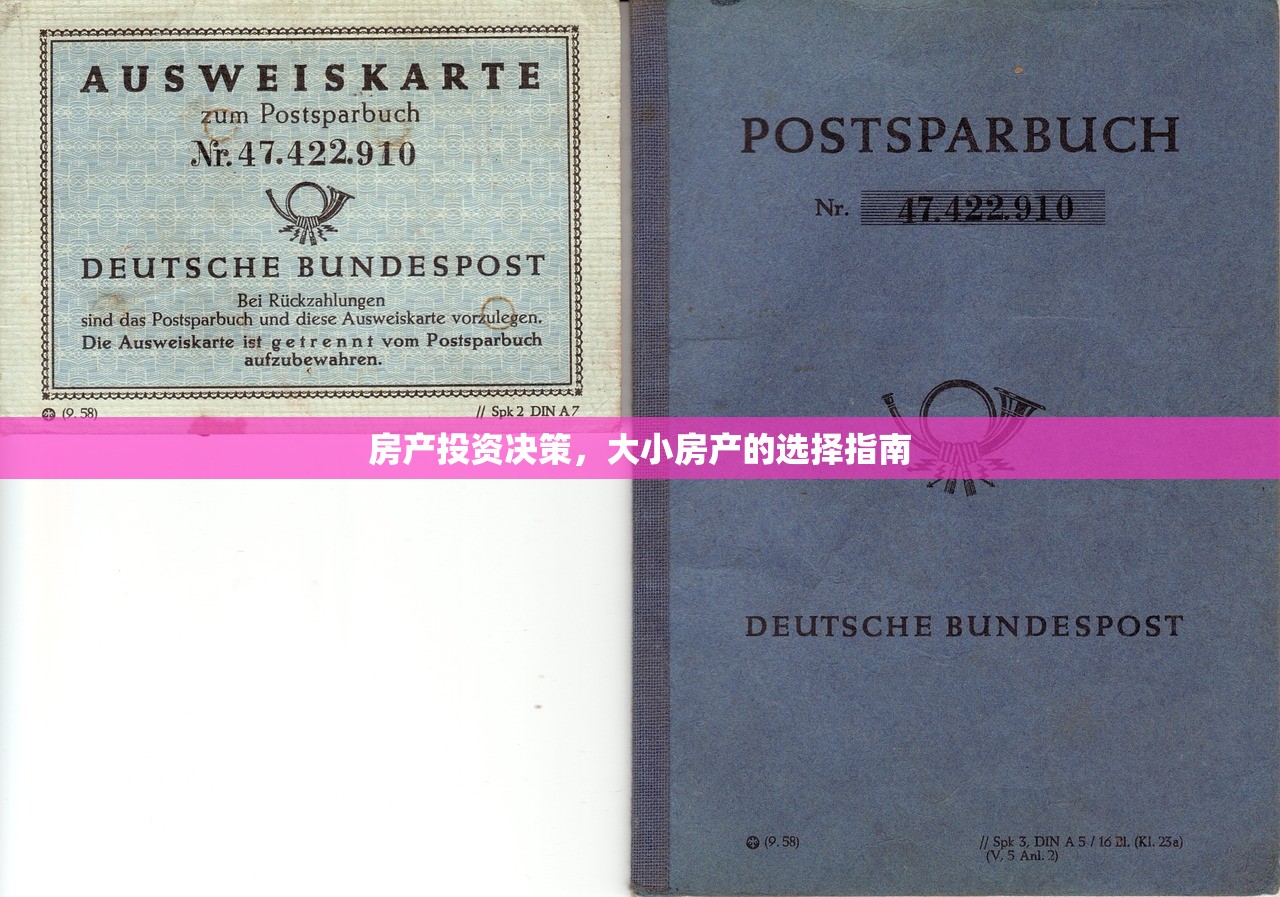 AUSWEISKARTE
zum Postsparbuch
Nr. 47.422.910
DEUTSCHE BUNDESPOST
Bei Rückzahlungen
sind das Postsparbuch und diese Ausweiskarte vorzulegen.
Die Ausweiskarte ist getrennt vom Postsparbuch
aufzubewahren.
(9. 58)
// Spk 2 DIN A 7
房产投资决策，大小房产的选择指南
POSTSPARBUCH
Nr. 47.422.910
DEUTSCHE BUNDESPOST
(9. 58)
// Spk 3, DIN A 5 / 16 Bl. (Kl. 23a)
(V, 5 Anl. 2)